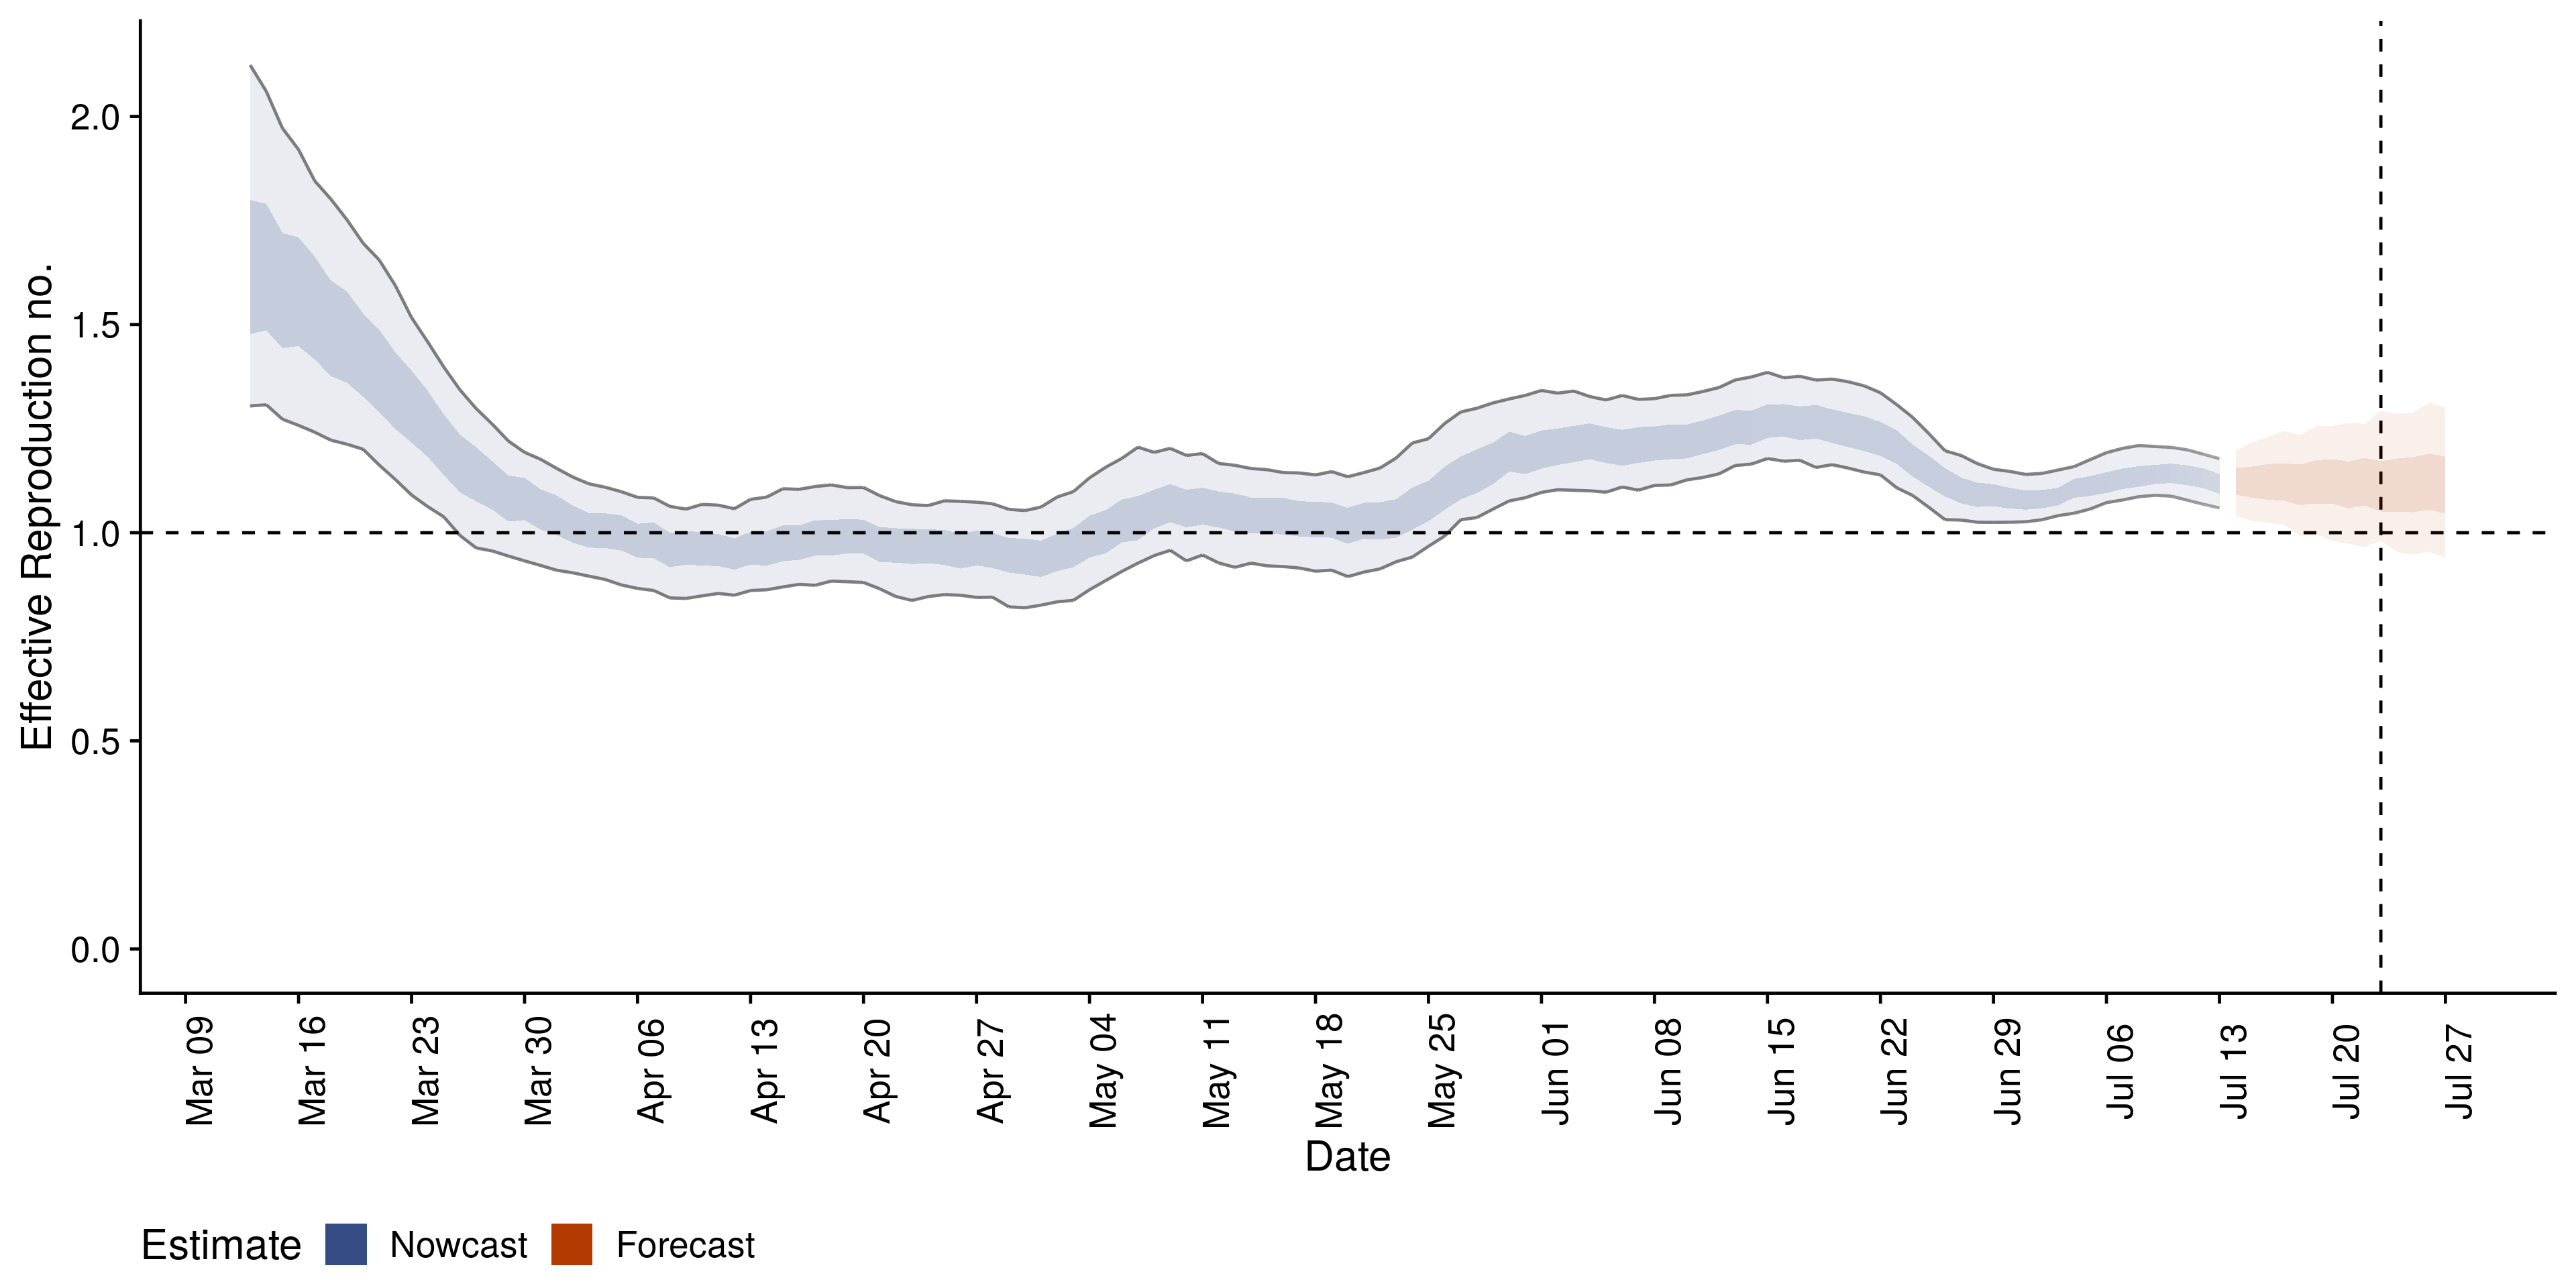 Effective Reproduction no.
2.0
1.5
1.0
0.5
0.0
Mar 09
Mar 16
Mar 23
Mar 30
Apr 06
Apr 13
Apr 20
Apr 27
May 04
May 11
May 18
May 25
Jun 01
Jun 08
Jun 15
Jun 22
Jun 29
Jul 06
Jul 13
Jul 20
Jul 27
Date
Estimate Nowcast Forecast